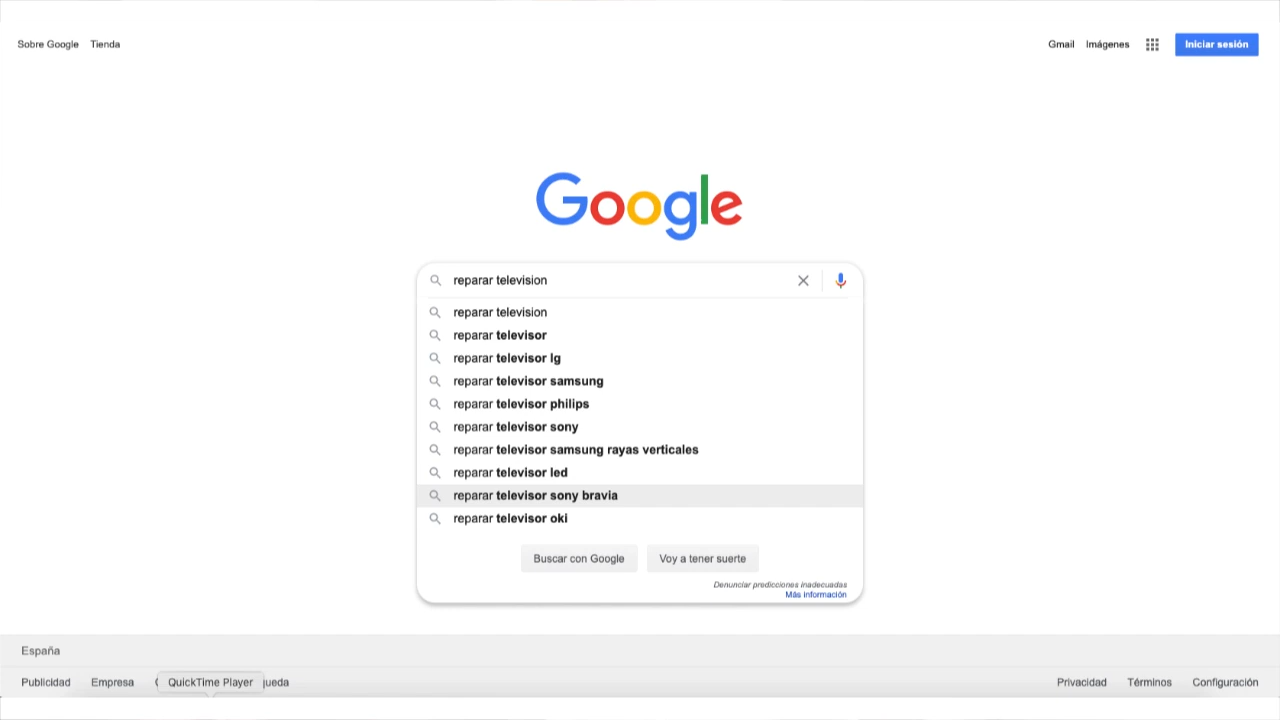 Sobre Google Tienda
Gmail Imágenes Iniciar sesión
Google
reparar television
reparar television
reparar televisor
reparar televisor lg
reparar televisor samsung
reparar televisor philips
reparar televisor sony
reparar televisor samsung rayas verticales
reparar televisor led
reparar televisor sony bravia
reparar televisor oki
Buscar con Google Voy a tener suerte
Denunciar predicciones inadecuadas
Más información
España
Publicidad Empresa QuickTime Player Privacidad Términos Configuración